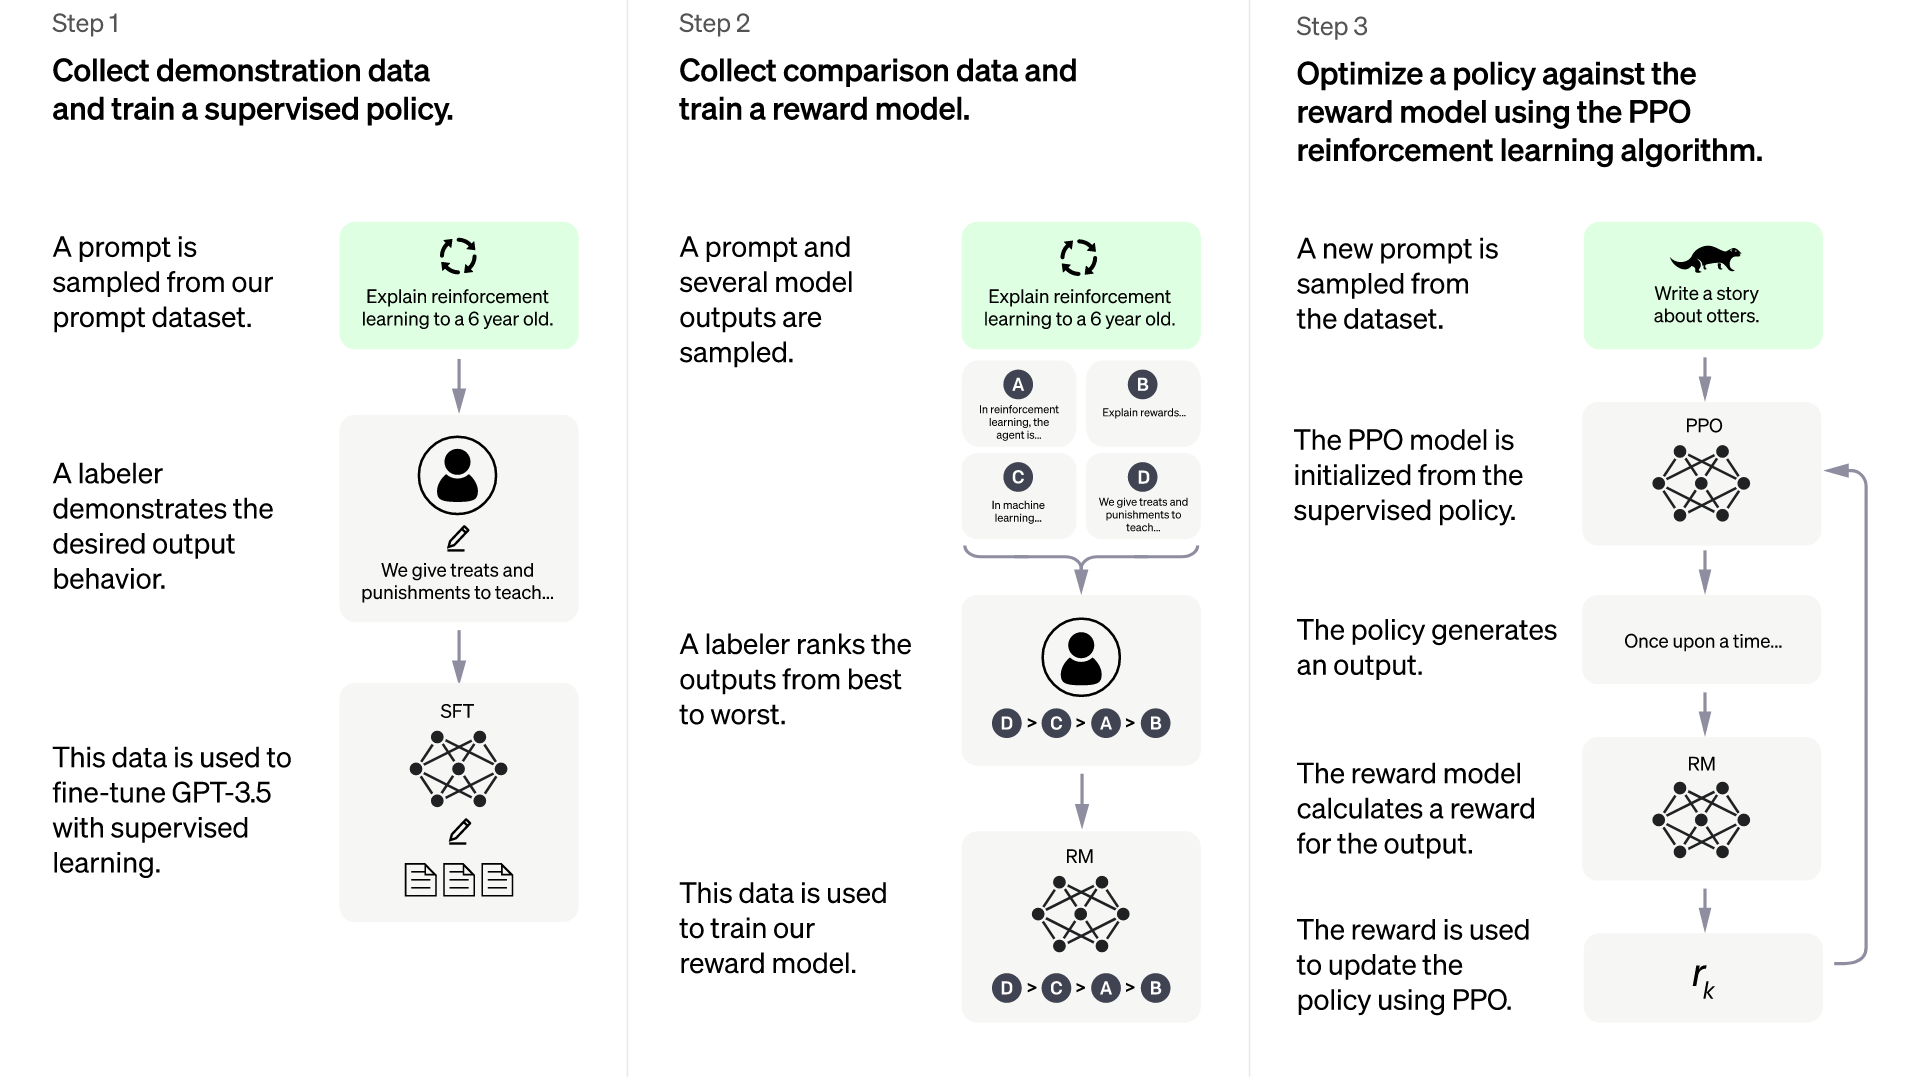 Step 1
Collect demonstration data
and train a supervised policy.
A prompt is
sampled from our
prompt dataset.
Explain reinforcement
learning to a 6 year old.
A labeler
demonstrates the
desired output
behavior.
We give treats and
punishments to teach...
This data is used to
fine-tune GPT-3.5
with supervised
learning.
SFT
Step 2
Collect comparison data and
train a reward model.
A prompt and
several model
outputs are
sampled.
Explain reinforcement
learning to a 6 year old.
A
In reinforcement
learning, the
agent is...
B
Explain rewards...
C
In machine
learning...
D
We give treats and
punishments to
teach...
A labeler ranks the
outputs from best
to worst.
D > C > A > B
This data is used
to train our
reward model.
RM
D > C > A > B
Step 3
Optimize a policy against the
reward model using the PPO
reinforcement learning algorithm.
A new prompt is
sampled from
the dataset.
Write a story
about otters.
The PPO model is
initialized from the
supervised policy.
PPO
The policy generates
an output.
Once upon a time...
The reward model
calculates a reward
for the output.
RM
The reward is used
to update the
policy using PPO.
r_k